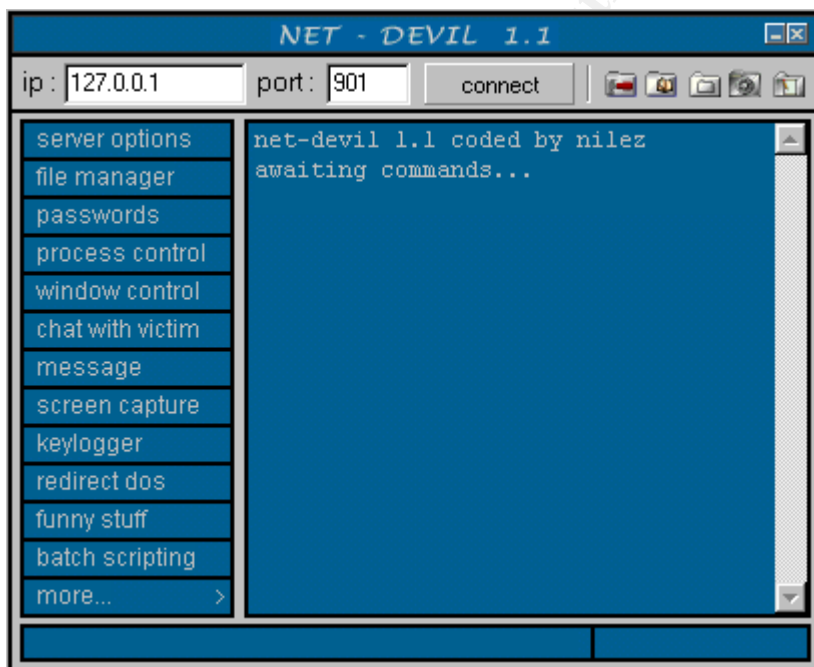 NET - DEVIL 1.1
ip : 127.0.0.1 port : 901 connect
server options
file manager
passwords
process control
window control
chat with victim
message
screen capture
keylogger
redirect dos
funny stuff
batch scripting
more... >
net-devil 1.1 coded by nilez
awaiting commands...